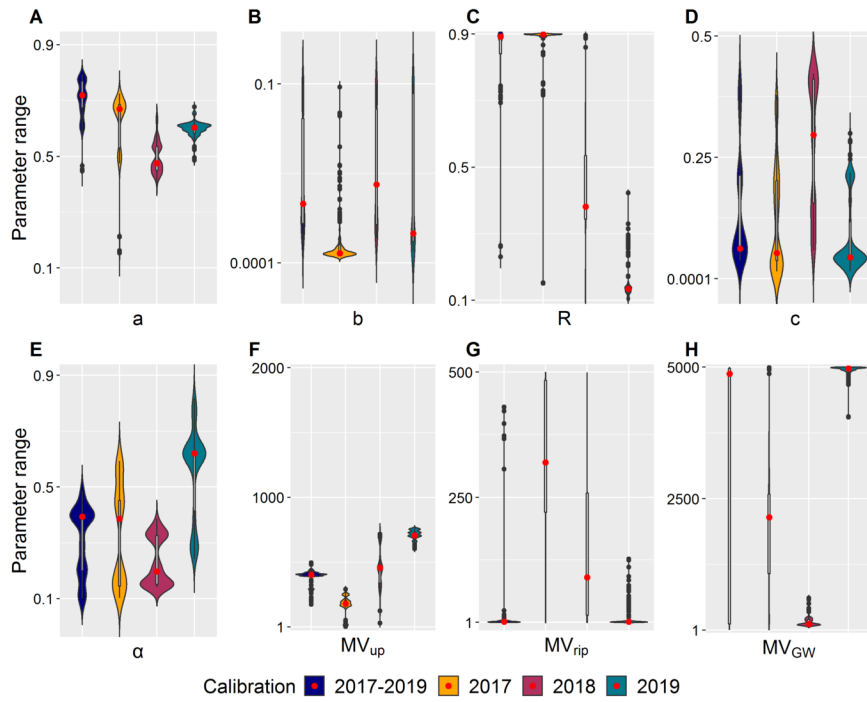 A B C D
0.9 0.1 0.9 0.5
Parameter range 0.5 0.5 0.25
0.1 0.0001 0.1 0.0001
a b R c
E F G H
0.9 2000 500 5000
Parameter range 0.5 1000 250 2500
0.1 1 1 1
α MVup MVrip MVGW
Calibration 2017-2019 2017 2018 2019